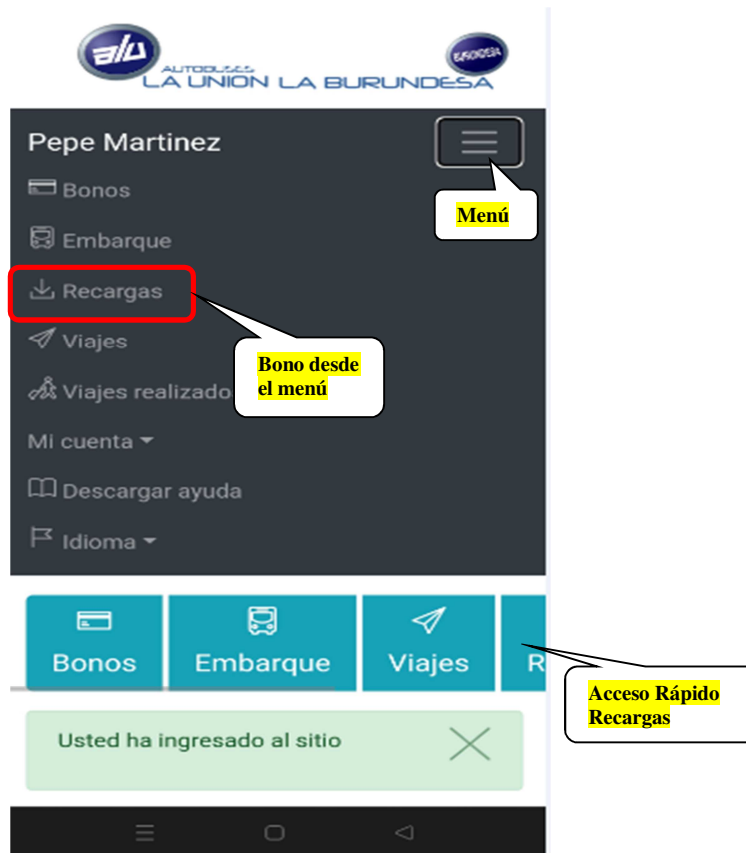 alu
BURUNDESA
AUTOBUSES
LA UNION LA BURUNDESA
Pepe Martinez
Bonos
Menú
Embarque
Recargas
Viajes
Bono desde
el menú
Viajes realizado
Mi cuenta
Descargar ayuda
Idioma
Bonos
Embarque
Viajes
R
Acceso Rápido
Recargas
Usted ha ingresado al sitio